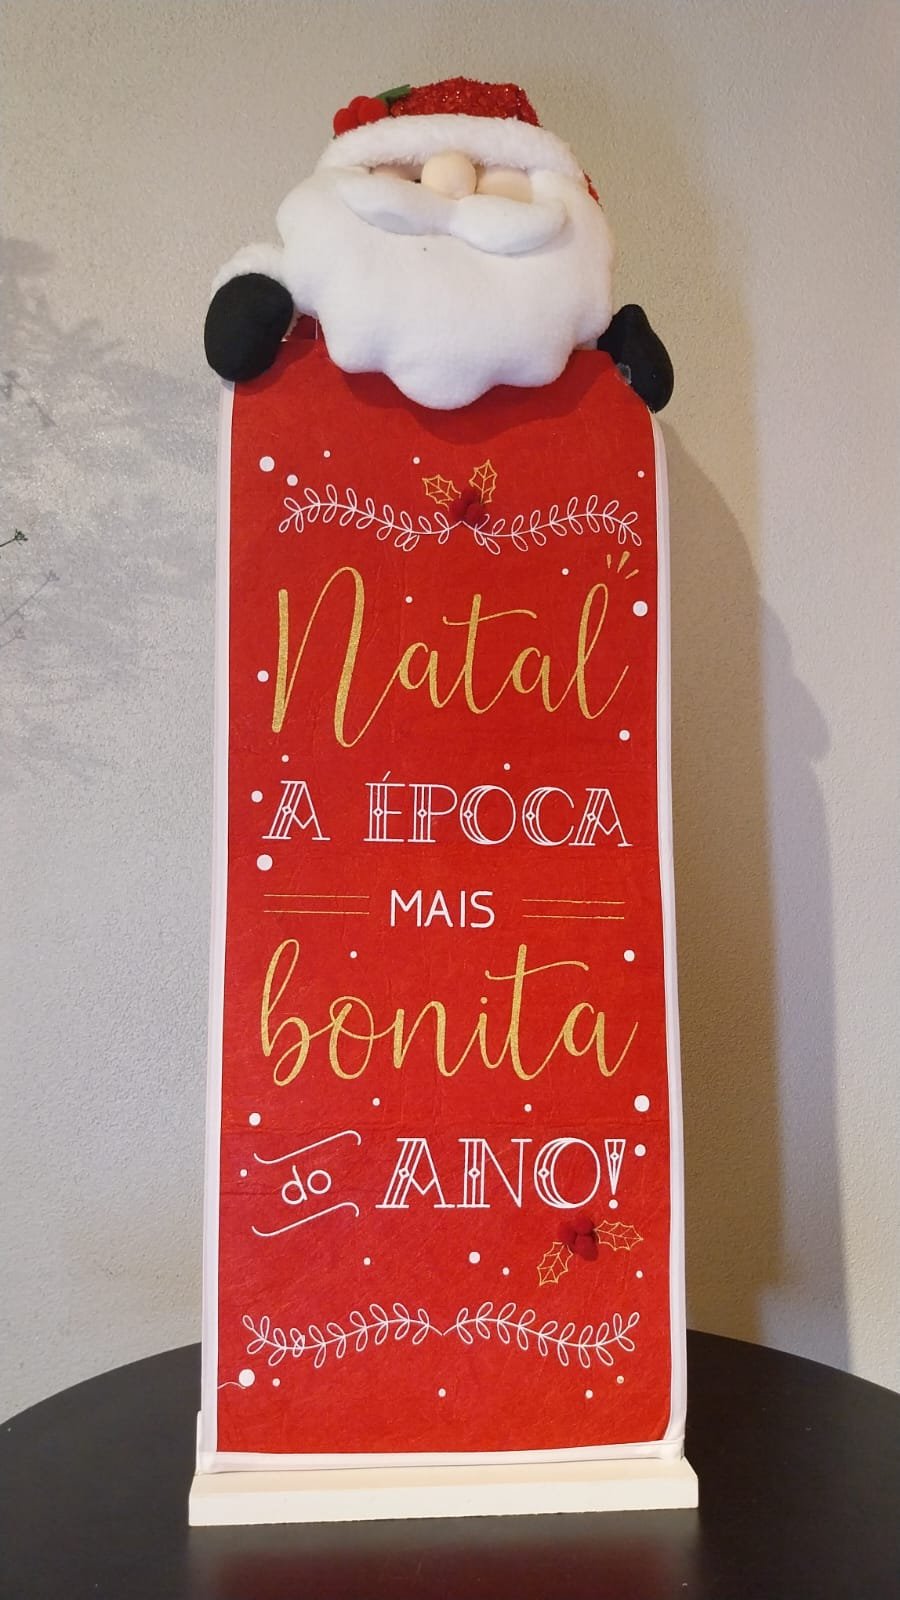 Natal
A ÉPOCA
MAIS
bonita
do ANO!